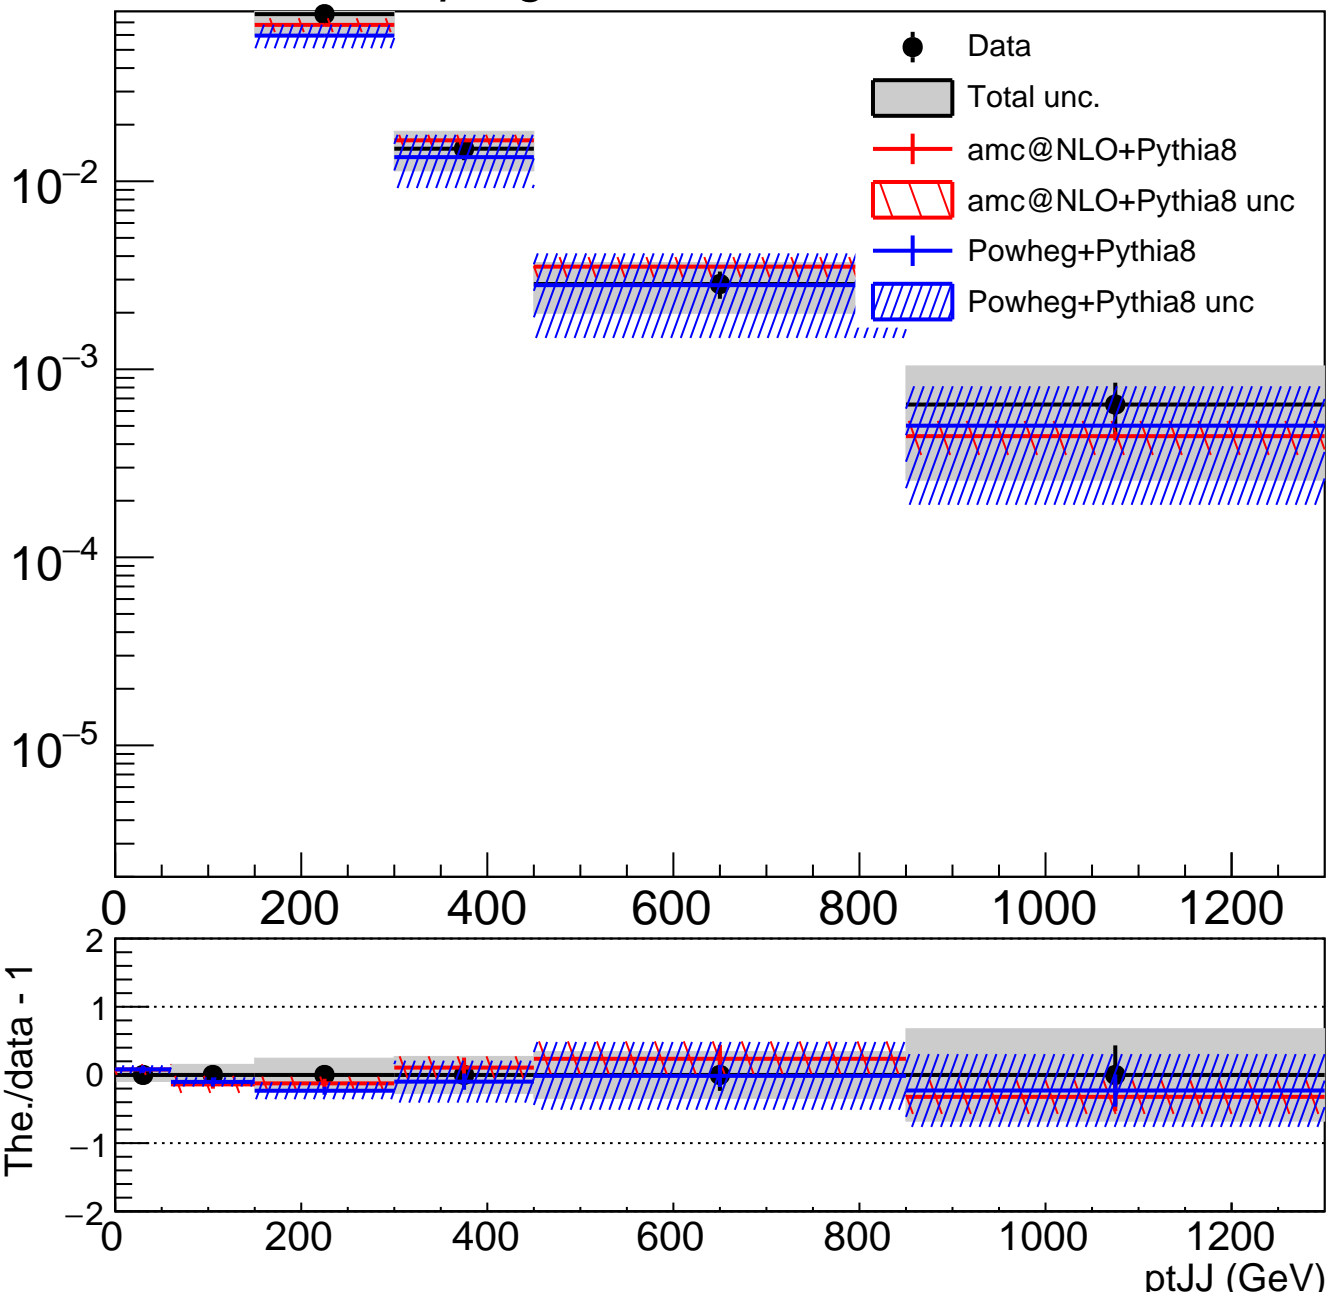 Data
Total unc.
amc@NLO+Pythia8
amc@NLO+Pythia8 unc
Powheg+Pythia8
Powheg+Pythia8 unc
10−2
10−3
10−4
10−5
0 200 400 600 800 1000 1200
2
1
0
−1
−2
The./data - 1
0 200 400 600 800 1000 1200
ptJJ (GeV)